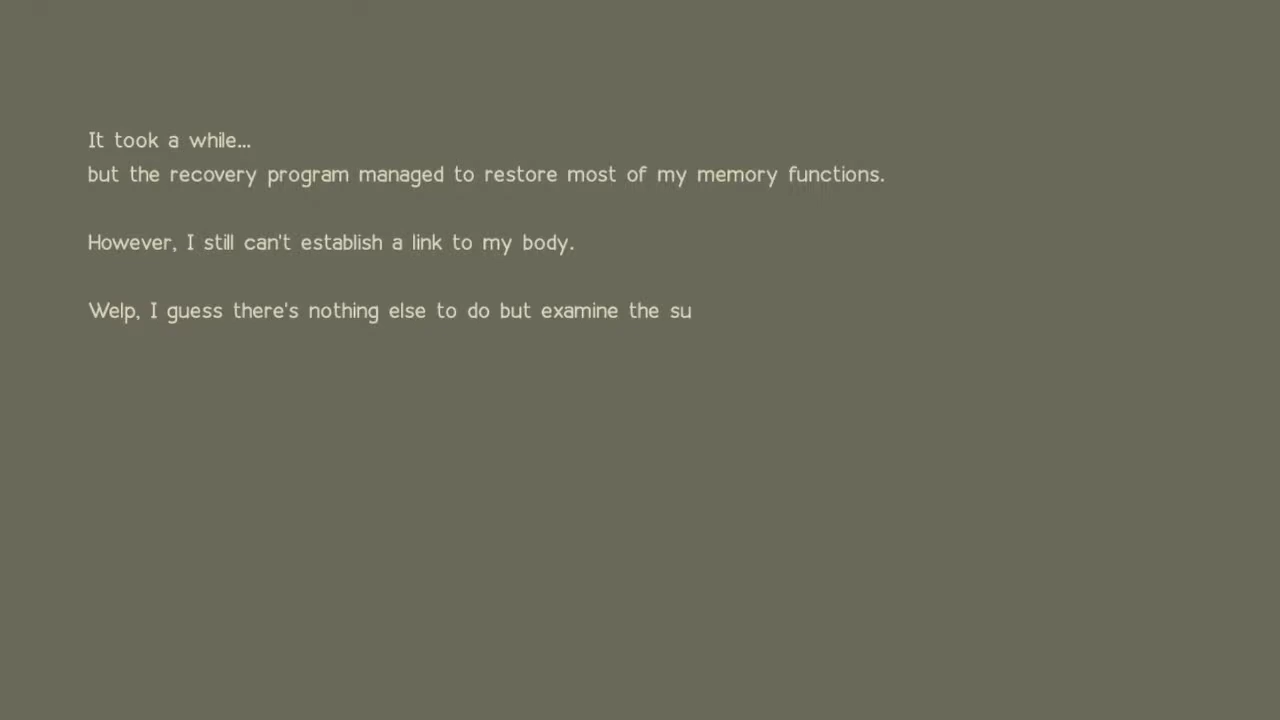 It took a while...
but the recovery program managed to restore most of my memory functions.
However, I still can't establish a link to my body.
Welp, I guess there's nothing else to do but examine the su